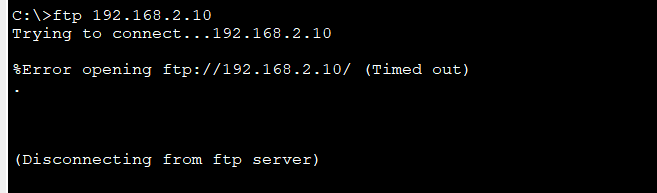 C:\>ftp 192.168.2.10
Trying to connect...192.168.2.10
%Error opening ftp://192.168.2.10/ (Timed out)
.
(Disconnecting from ftp server)